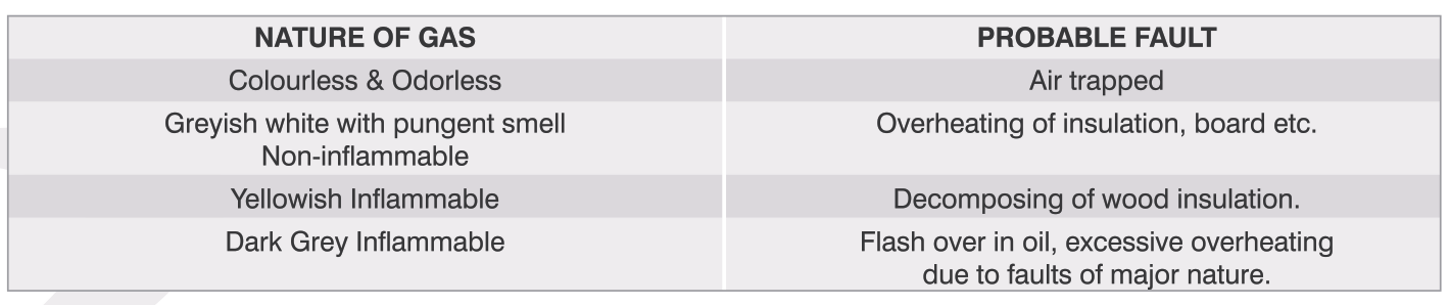 NATURE OF GAS PROBABLE FAULT
Colourless & Odorless Air trapped
Greyish white with pungent smell Overheating of insulation, board etc.
Non-inflammable
Yellowish Inflammable Decomposing of wood insulation.
Dark Grey Inflammable Flash over in oil, excessive overheating
due to faults of major nature.